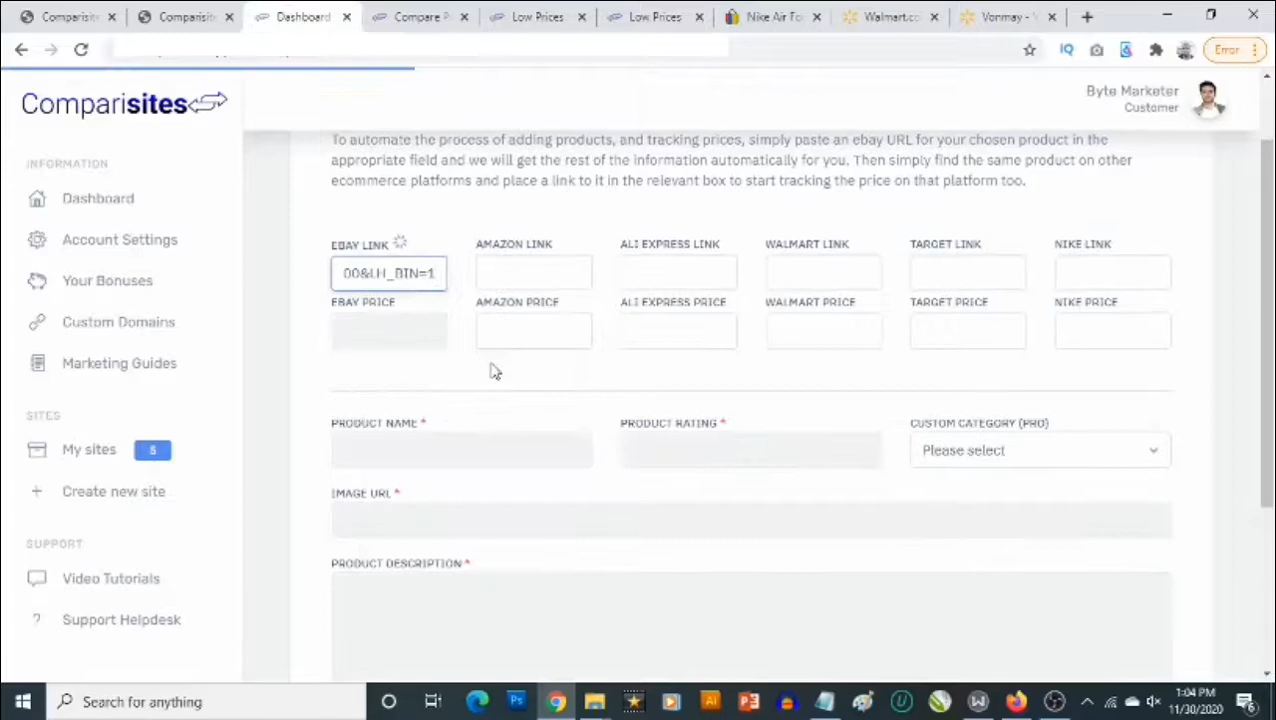 Comparisit
Comparisit
Dashboard
Compare P
Low Prices
Low Prices
Nike Air Fo
Walmart.co
Vonmay -
Error
Comparisites
Byte Marketer
Customer
INFORMATION
Dashboard
Account Settings
Your Bonuses
Custom Domains
Marketing Guides
SITES
My sites 5
Create new site
SUPPORT
Video Tutorials
Support Helpdesk
To automate the process of adding products, and tracking prices, simply paste an ebay URL for your chosen product in the
appropriate field and we will get the rest of the information automatically for you. Then simply find the same product on other
ecommerce platforms and place a link to it in the relevant box to start tracking the price on that platform too.
EBAY LINK AMAZON LINK ALI EXPRESS LINK WALMART LINK TARGET LINK NIKE LINK
00&LH_BIN=1
EBAY PRICE AMAZON PRICE ALI EXPRESS PRICE WALMART PRICE TARGET PRICE NIKE PRICE
PRODUCT NAME * PRODUCT RATING * CUSTOM CATEGORY (PRO)
Please select
IMAGE URL *
PRODUCT DESCRIPTION *
Search for anything
1:04 PM
11/30/2020
6